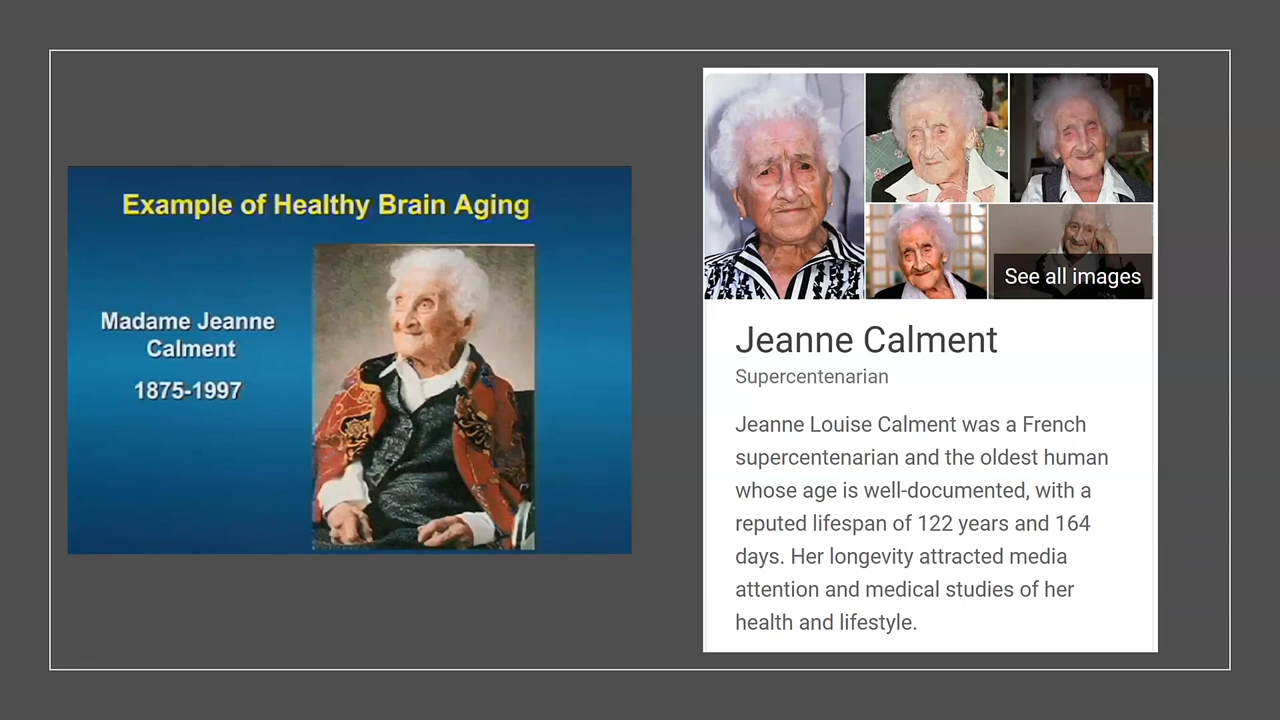 Example of Healthy Brain Aging
Madame Jeanne
Calment
1875-1997
See all images
Jeanne Calment
Supercentenarian
Jeanne Louise Calment was a French
supercentenarian and the oldest human
whose age is well-documented, with a
reputed lifespan of 122 years and 164
days. Her longevity attracted media
attention and medical studies of her
health and lifestyle.